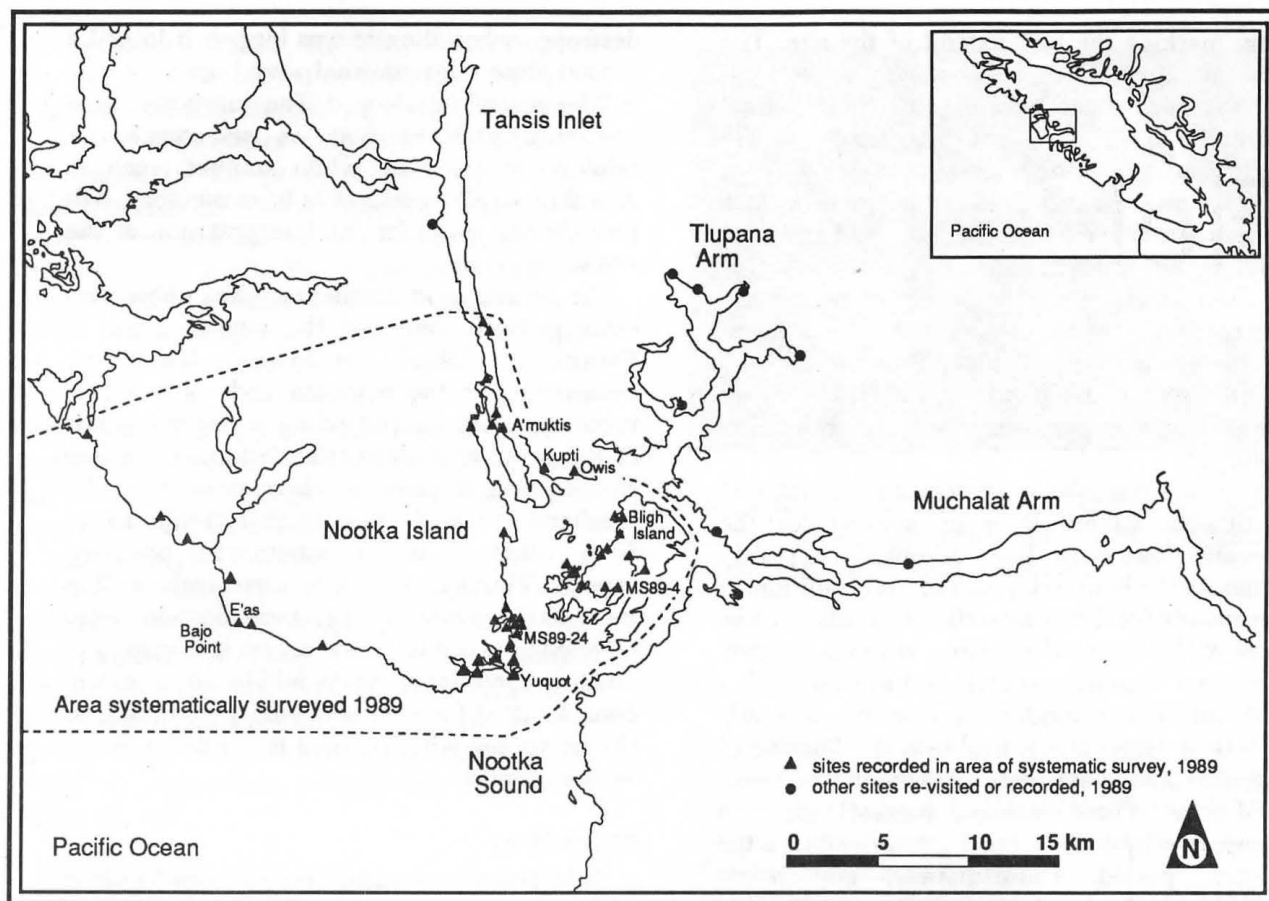 Tahsis Inlet
Pacific Ocean
Tlupana
Arm
A'muktis
Kupti
Owis
Muchalat Arm
Bligh
Island
Nootka Island
MS89-4
E'as
Bajo
Point
MS89-24
Yuquot
Area systematically surveyed 1989
Nootka
Sound
sites recorded in area of systematic survey, 1989
other sites re-visited or recorded, 1989
0 5 10 15 km
Pacific Ocean
N